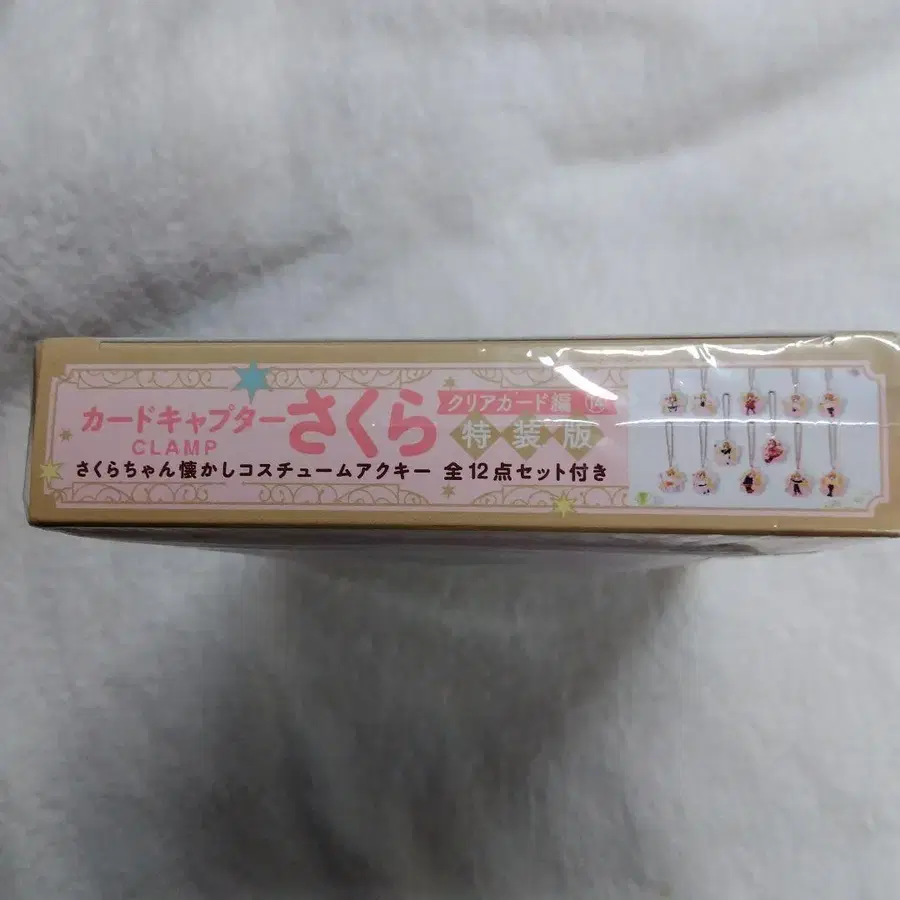 カードキャプターさくら
クリアカード編
CLAMP
特装版
さくらちゃん懐かしコスチュームアクキー 全12点セット付き